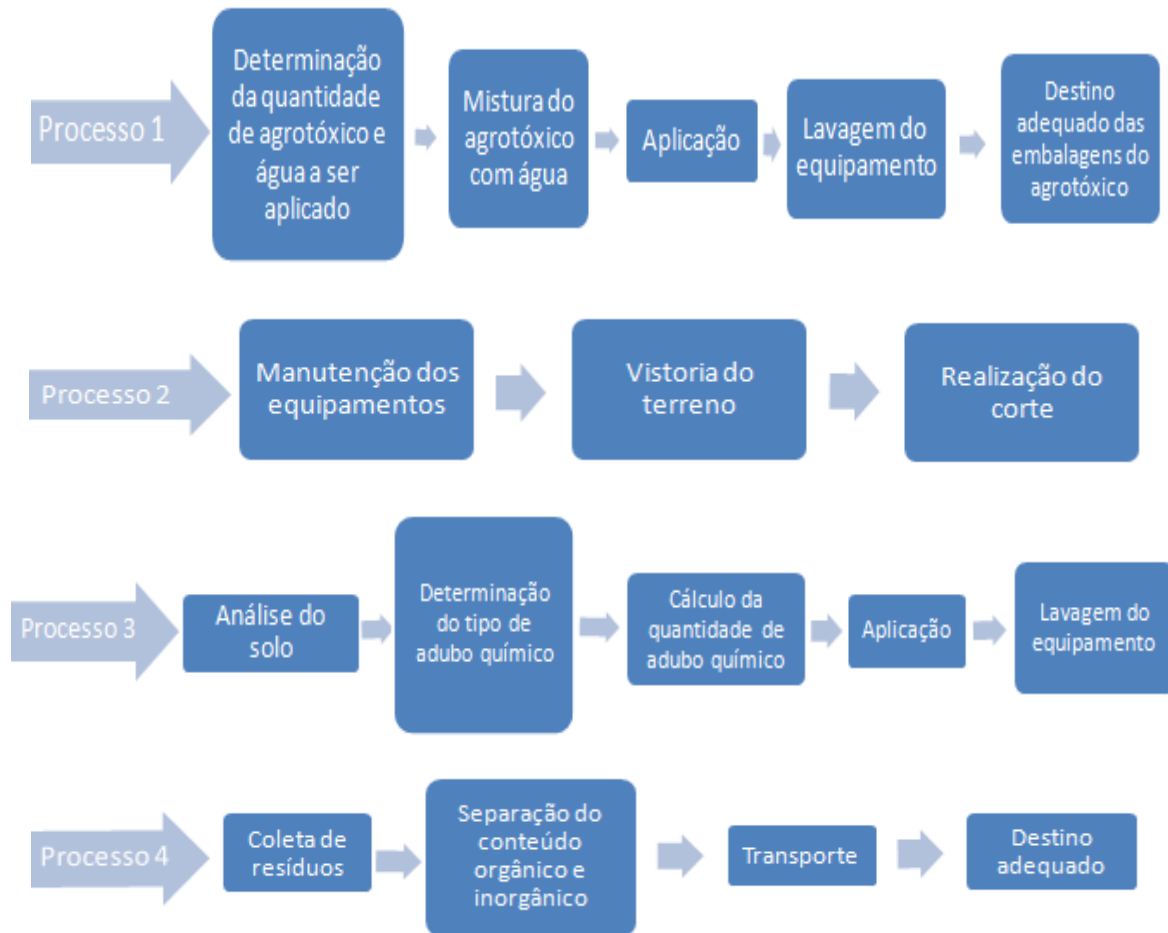 Processo 1
Determinação
da quantidade
de agrotóxico e
água a ser
aplicado
Mistura do
agrotóxico
com água
Aplicação
Lavagem do
equipamento
Destino
adequado das
embalagens do
agrotóxico
Processo 2
Manutenção dos
equipamentos
Vistoria do
terreno
Realização do
corte
Processo 3
Análise do
solo
Determinação
do tipo de
adubo químico
Cálculo da
quantidade de
adubo químico
Aplicação
Lavagem do
equipamento
Processo 4
Coleta de
resíduos
Separação do
conteúdo
orgânico e
inorgânico
Transporte
Destino
adequado